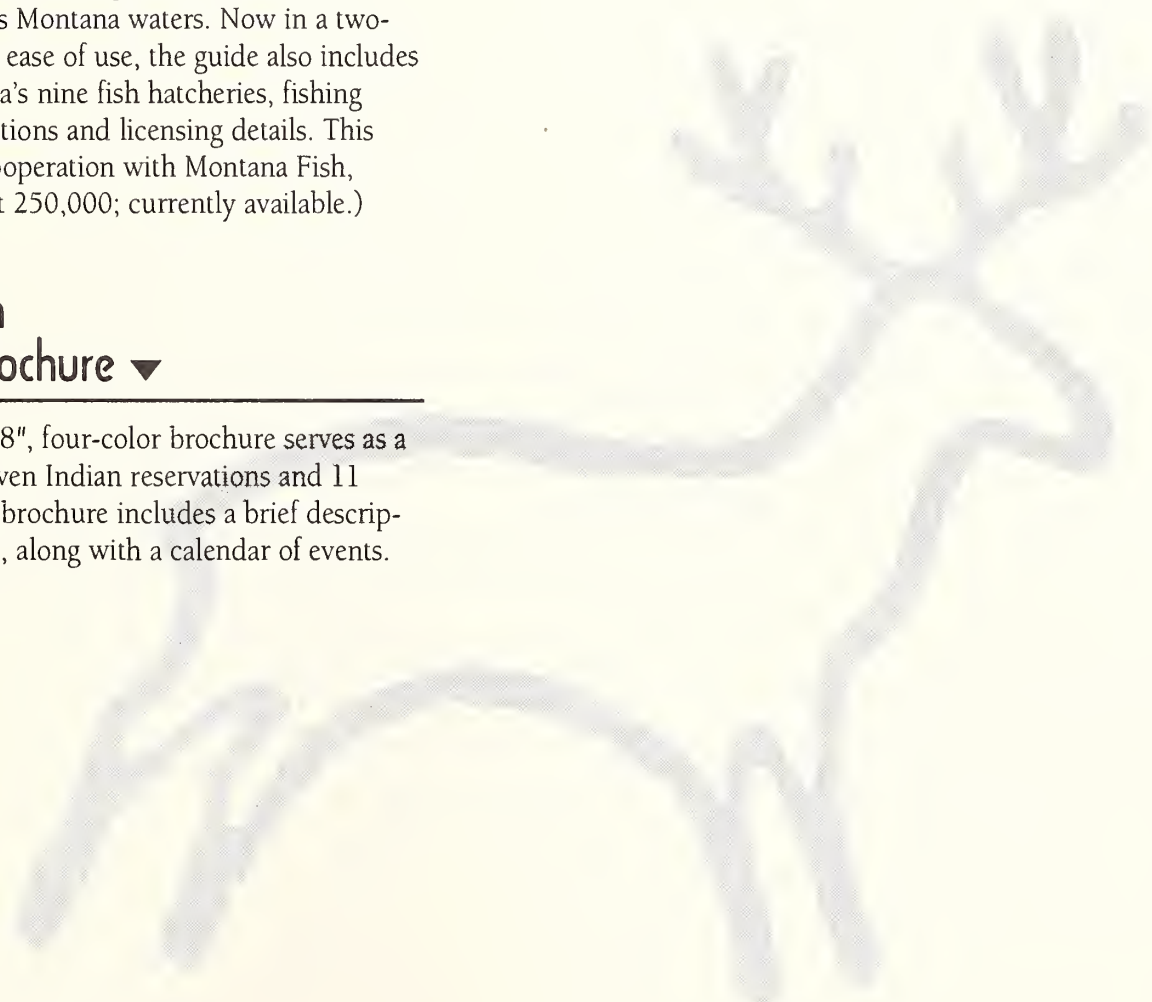 s Montana waters. Now in a two-
ease of use, the guide also includes
a's nine fish hatcheries, fishing
tions and licensing details. This
operation with Montana Fish,
t 250,000; currently available.)
ochure ▼
8", four-color brochure serves as a
ven Indian reservations and 11
brochure includes a brief descrip-
, along with a calendar of events.